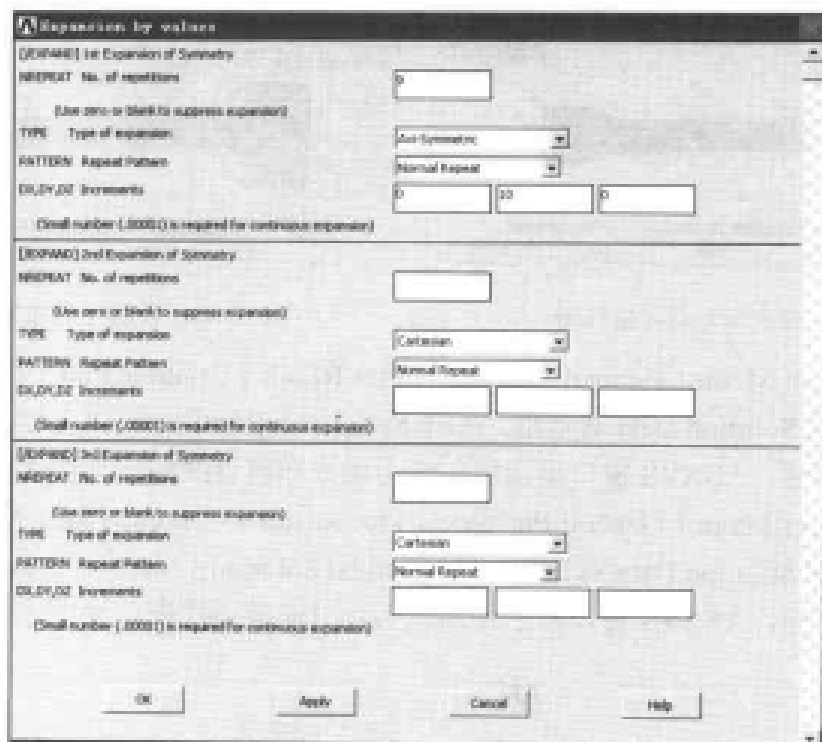 Expansion by values
[/EXPAND] 1st Expansion of Symmetry
NREPEAT No. of repetitions 9
(Use zero or blank to suppress expansion)
TYPE Type of expansion Axi-Symmetric
PATTERN Repeat Pattern Normal Repeat
DX,DY,DZ Increments 0 10 0
(Small number (.00001) is required for continuous expansion)
[/EXPAND] 2nd Expansion of Symmetry
NREPEAT No. of repetitions
(Use zero or blank to suppress expansion)
TYPE Type of expansion Cartesian
PATTERN Repeat Pattern Normal Repeat
DX,DY,DZ Increments
(Small number (.00001) is required for continuous expansion)
[/EXPAND] 3rd Expansion of Symmetry
NREPEAT No. of repetitions
(Use zero or blank to suppress expansion)
TYPE Type of expansion Cartesian
PATTERN Repeat Pattern Normal Repeat
DX,DY,DZ Increments
(Small number (.00001) is required for continuous expansion)
OK Apply Cancel Help